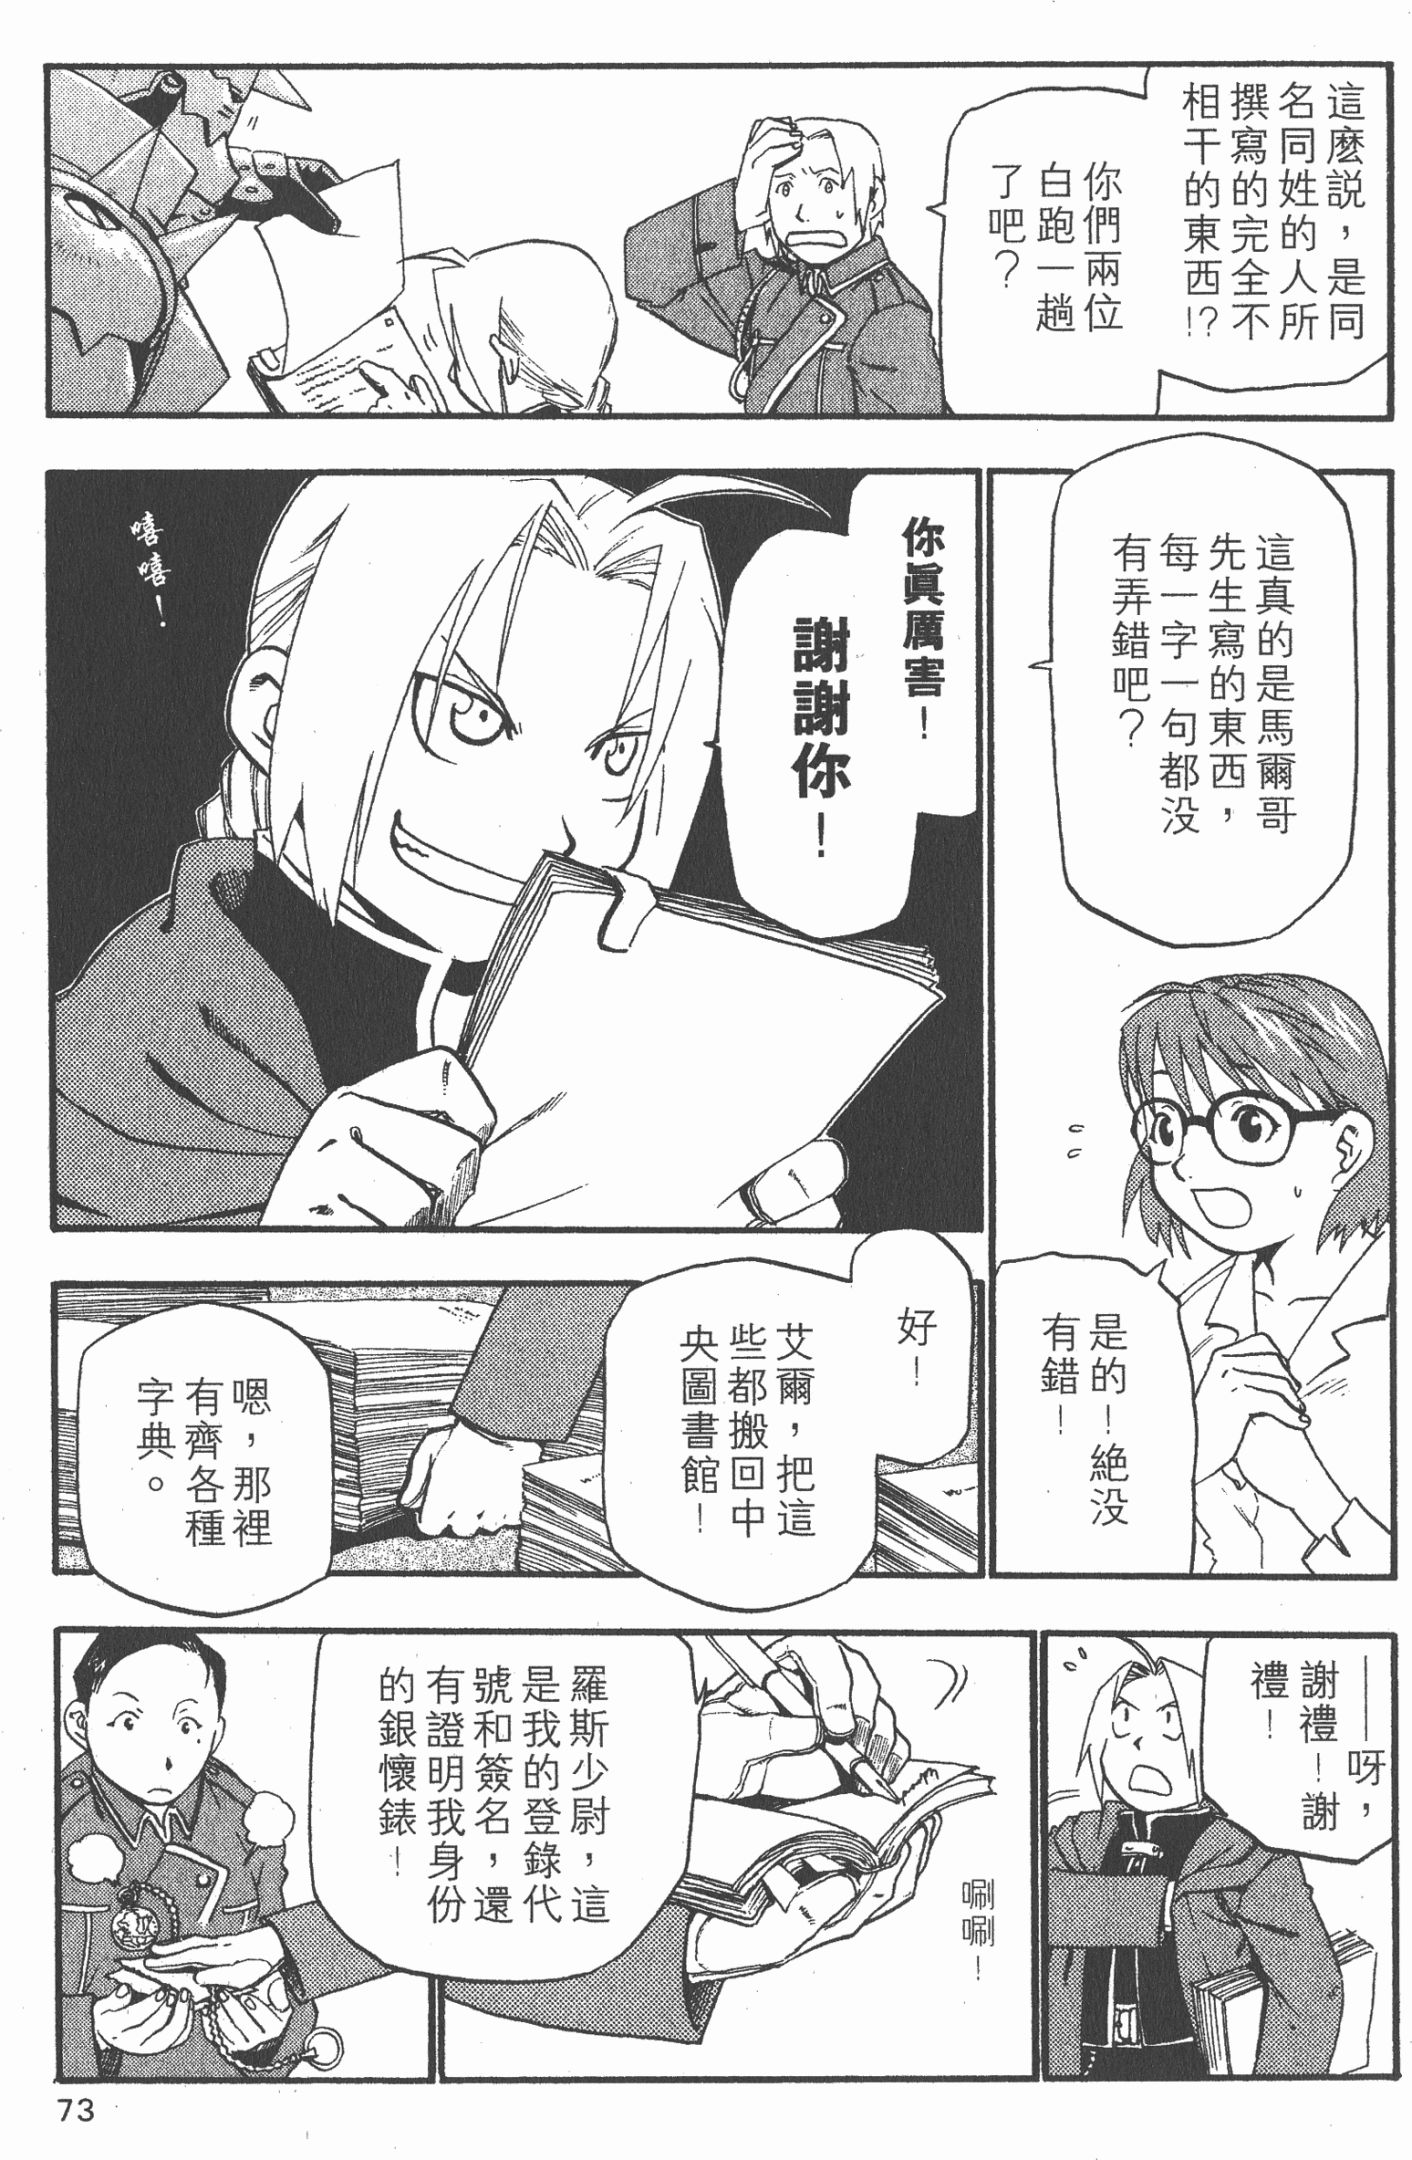 這麼説，是同
名同姓的人所
撰寫的完全不
相干的東西!?
你們兩位
白跑一趟
了吧？
這真的是馬爾哥
先生寫的東西，
每一字一句都没
有弄錯吧？
是的！絕没
有錯！
你眞厲害！
謝謝你！
嘻嘻！
好！
艾爾，把這
些都搬回中
央圖書館！
嗯，那裡
有齊各種
字典。
——呀，
謝禮！謝
禮！
唰唰！
羅斯少尉，這
是我的登錄代
號和簽名，還
有證明我身份
的銀懷錶！
73